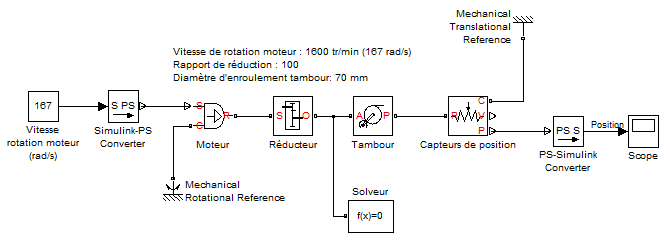 Mechanical
Translational
Reference
Vitesse de rotation moteur : 1600 tr/min (167 rad/s)
Rapport de réduction : 100
Diamètre d'enroulement tambour: 70 mm
167
S PS
S
C
R
S
O
A
P
R
C
V
P
PS S
Position
Vitesse
rotation moteur
(rad/s)
Simulink-PS
Converter
Moteur
Réducteur
Tambour
Capteurs de position
PS-Simulink
Converter
Scope
Mechanical
Rotational Reference
Solveur
f(x)=0